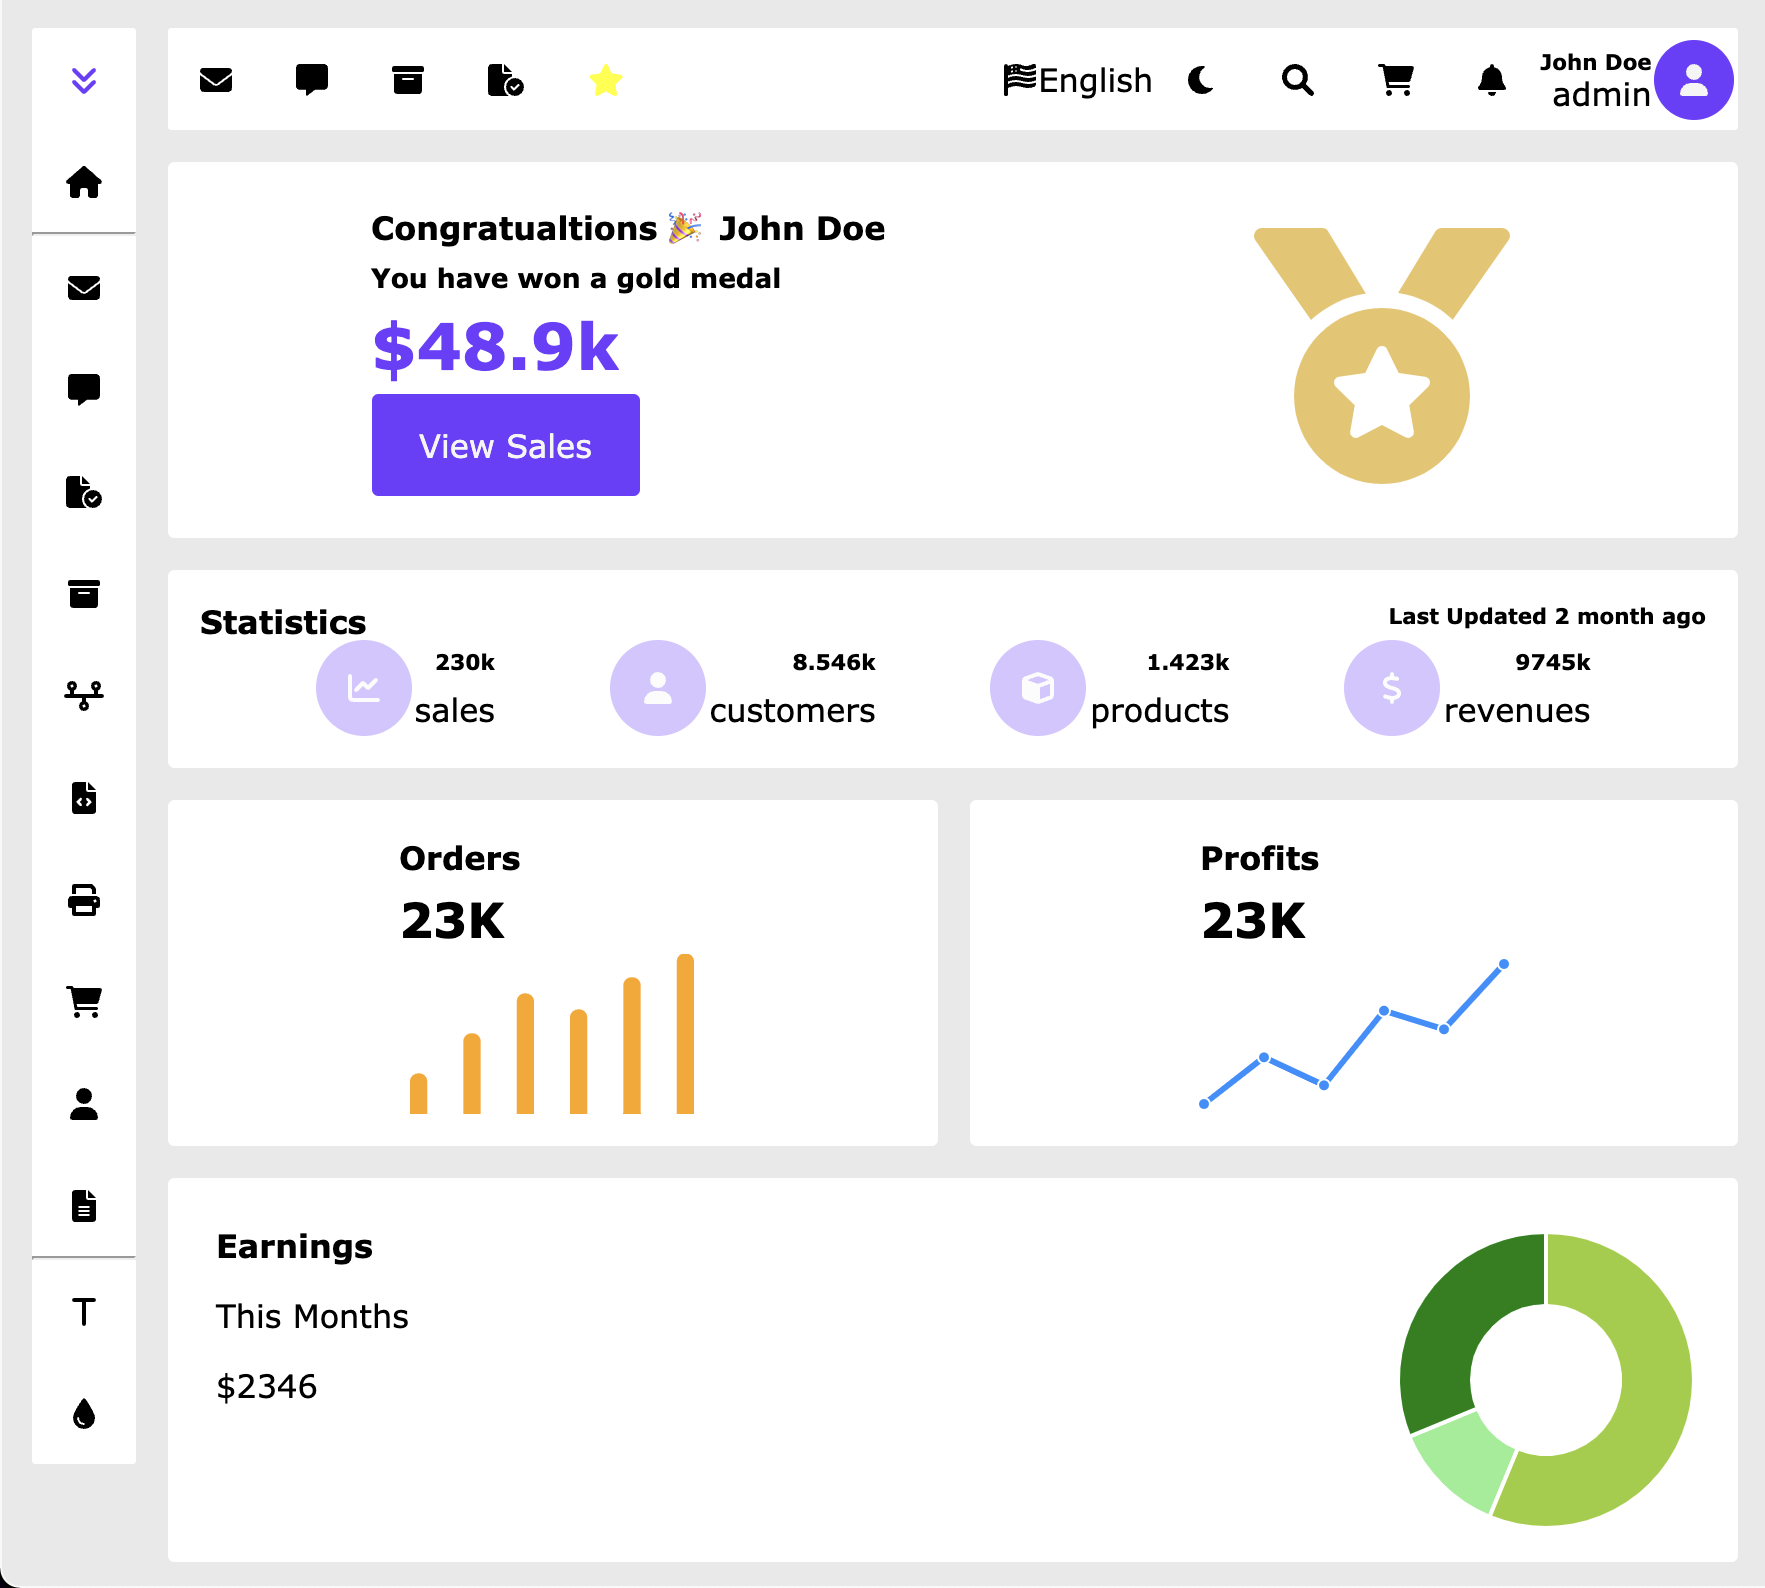 English
John Doe
admin
Congratualtions 🎉 John Doe
You have won a gold medal
$48.9k
View Sales
Statistics
Last Updated 2 month ago
230k
sales
8.546k
customers
1.423k
products
9745k
revenues
Orders
23K
Profits
23K
Earnings
This Months
$2346
T